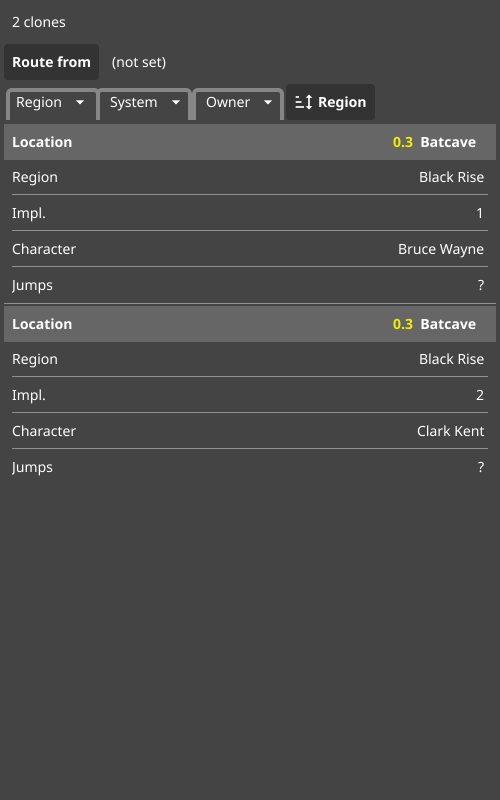 2 clones
Route from (not set)
Region System Owner Region
Location 0.3 Batcave
Region Black Rise
Impl. 1
Character Bruce Wayne
Jumps ?
Location 0.3 Batcave
Region Black Rise
Impl. 2
Character Clark Kent
Jumps ?